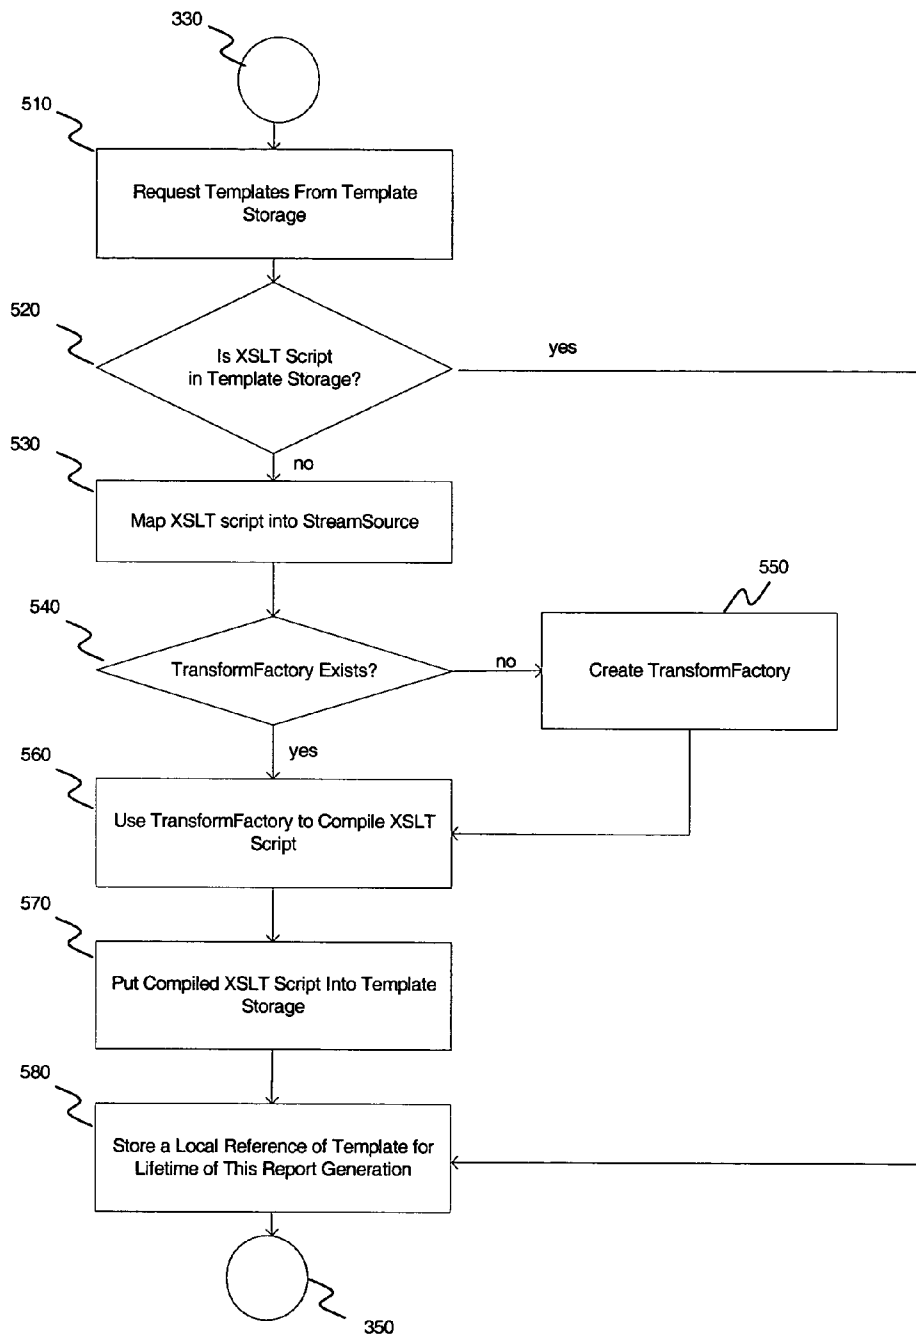 330
510
Request Templates From Template
Storage
520
Is XSLT Script
in Template Storage?
yes
530
no
Map XSLT script into StreamSource
550
540
TransformFactory Exists?
no
Create TransformFactory
yes
560
Use TransformFactory to Compile XSLT
Script
570
Put Compiled XSLT Script Into Template
Storage
580
Store a Local Reference of Template for
Lifetime of This Report Generation
350